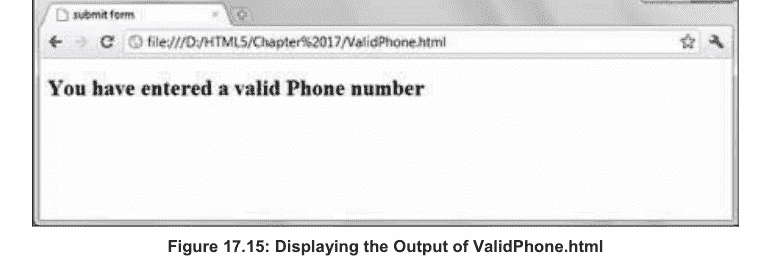 submit form
file:///D:/HTML5/Chapter%2017/ValidPhone.html
You have entered a valid Phone number
Figure 17.15: Displaying the Output of ValidPhone.html